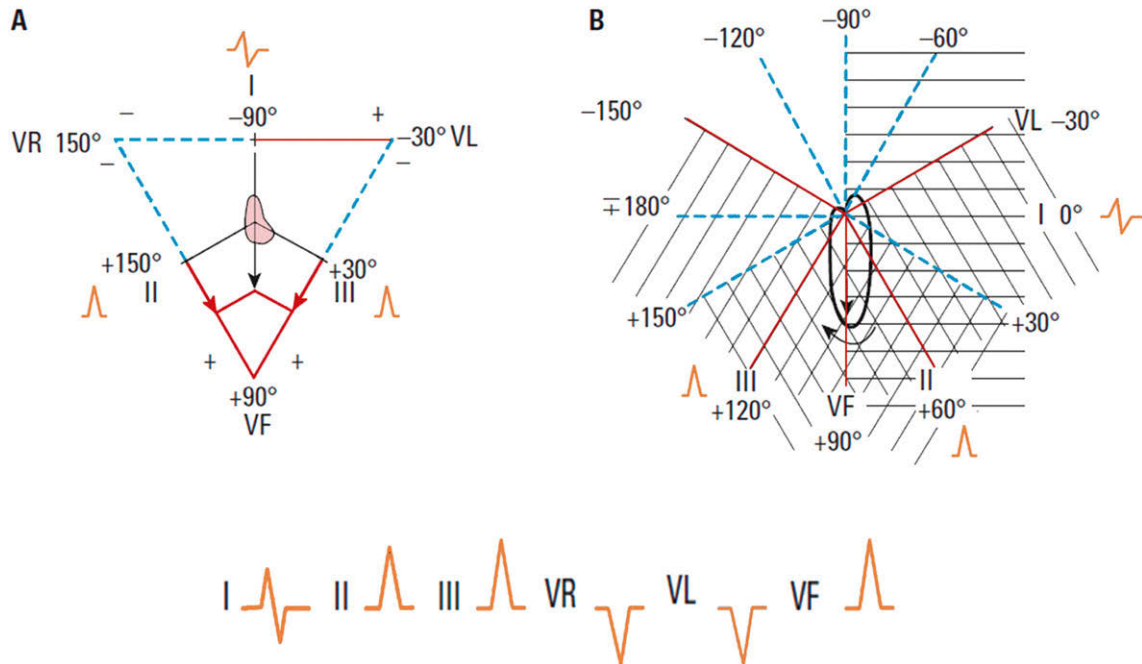 A
I
−90°
− +
VR 150° −30° VL
− −
+150° +30°
II III
+ +
+90°
VF
B
−90°
−120° −60°
−150° VL −30°
∓180° I 0°
+150° +30°
III II
+120° VF +60°
+90°
I II III VR VL VF